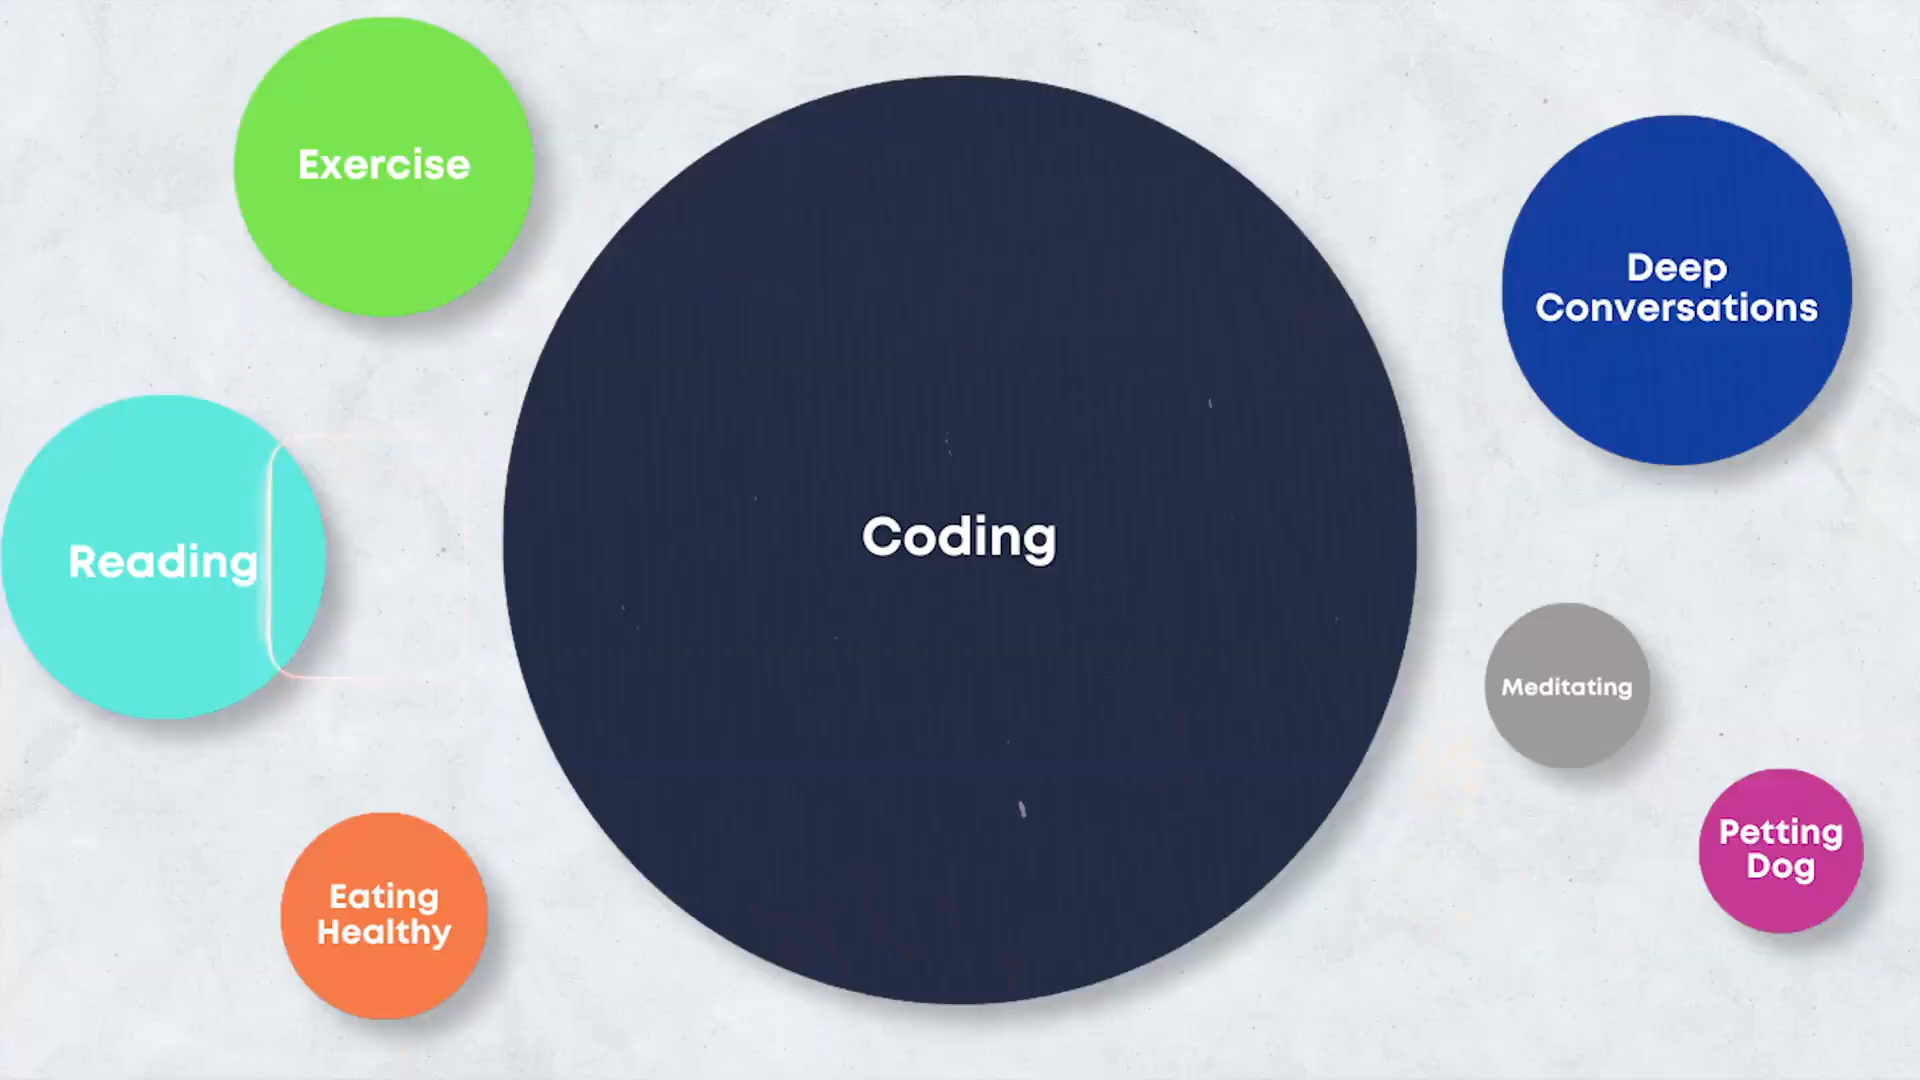 Exercise
Deep
Conversations
Reading
Coding
Meditating
Petting
Dog
Eating
Healthy